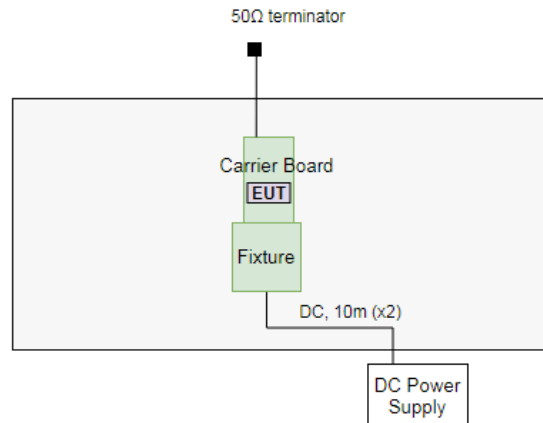 50Ω terminator
Carrier Board
EUT
Fixture
DC, 10m (x2)
DC Power
Supply